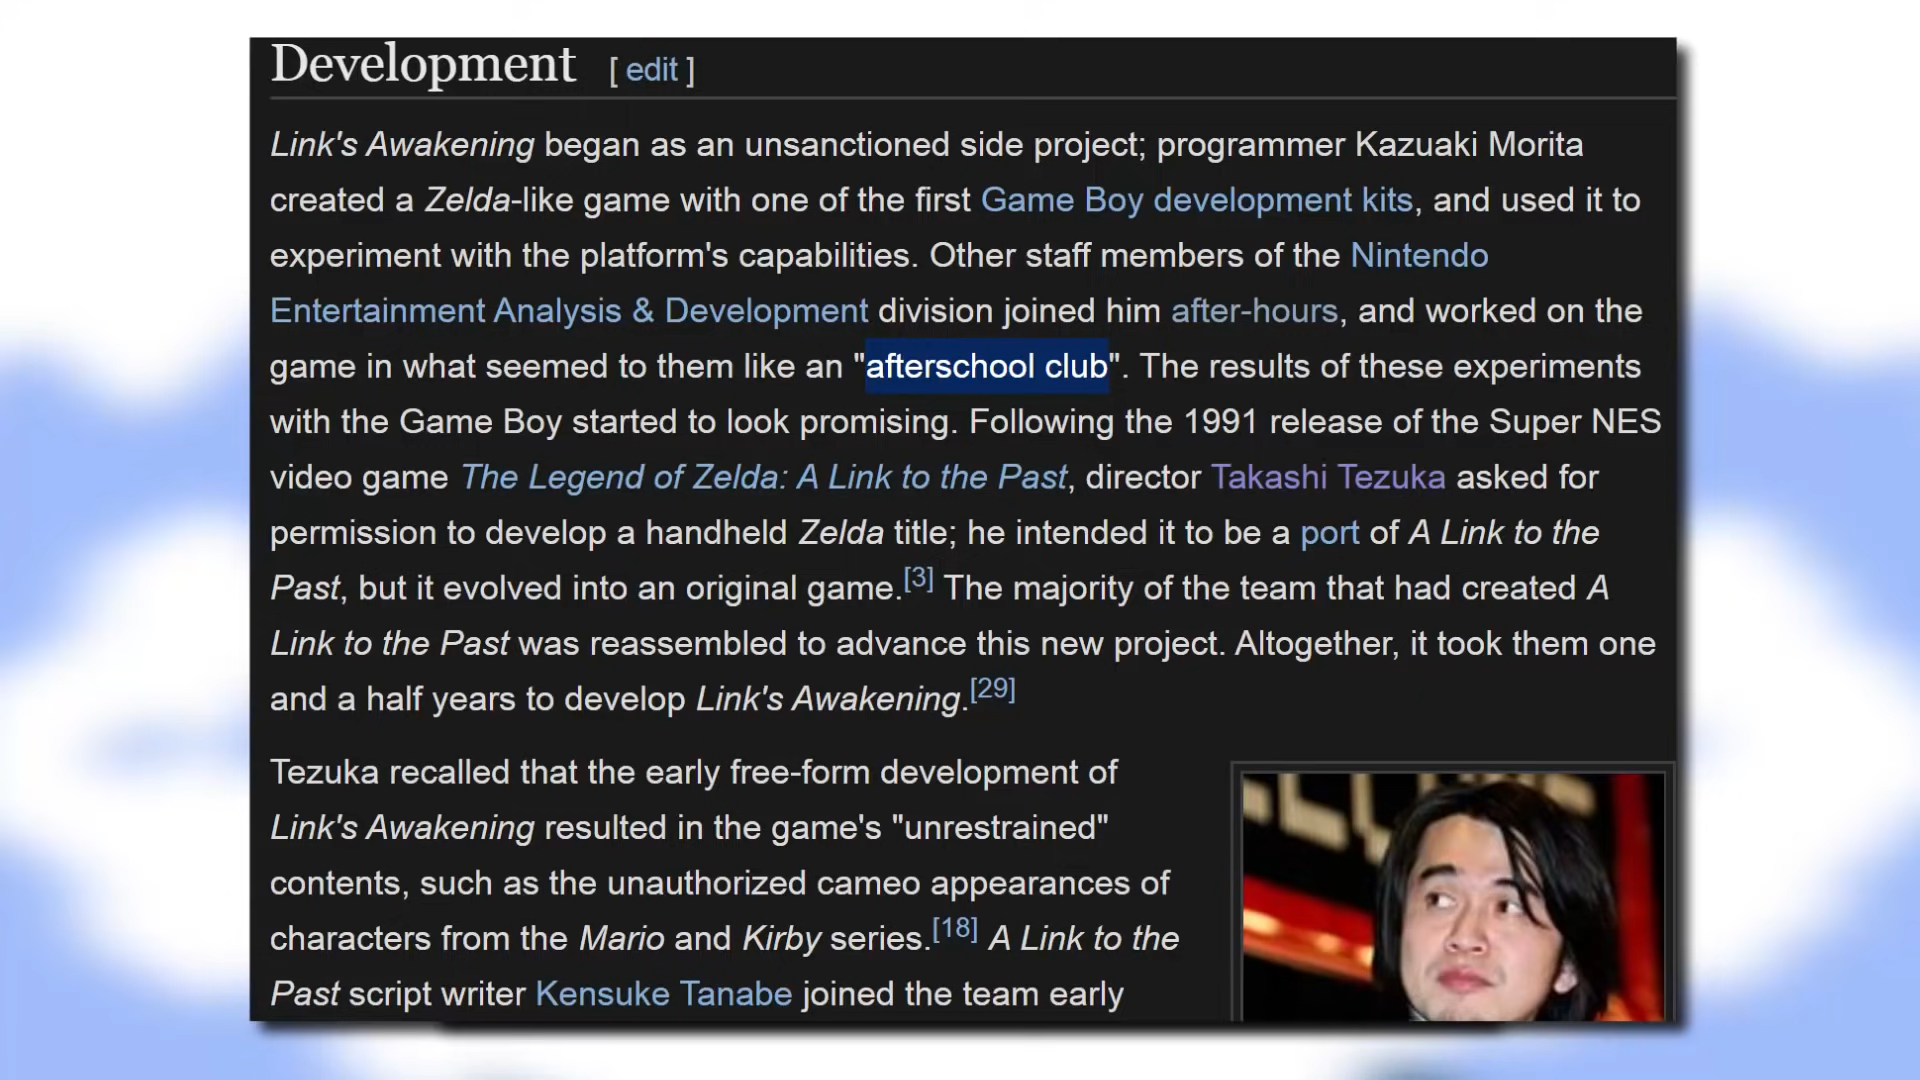 Development [ edit ]
Link's Awakening began as an unsanctioned side project; programmer Kazuaki Morita
created a Zelda-like game with one of the first Game Boy development kits, and used it to
experiment with the platform's capabilities. Other staff members of the Nintendo
Entertainment Analysis & Development division joined him after-hours, and worked on the
game in what seemed to them like an "afterschool club". The results of these experiments
with the Game Boy started to look promising. Following the 1991 release of the Super NES
video game The Legend of Zelda: A Link to the Past, director Takashi Tezuka asked for
permission to develop a handheld Zelda title; he intended it to be a port of A Link to the
Past, but it evolved into an original game.[3] The majority of the team that had created A
Link to the Past was reassembled to advance this new project. Altogether, it took them one
and a half years to develop Link's Awakening.[29]
Tezuka recalled that the early free-form development of
Link's Awakening resulted in the game's "unrestrained"
contents, such as the unauthorized cameo appearances of
characters from the Mario and Kirby series.[18] A Link to the
Past script writer Kensuke Tanabe joined the team early